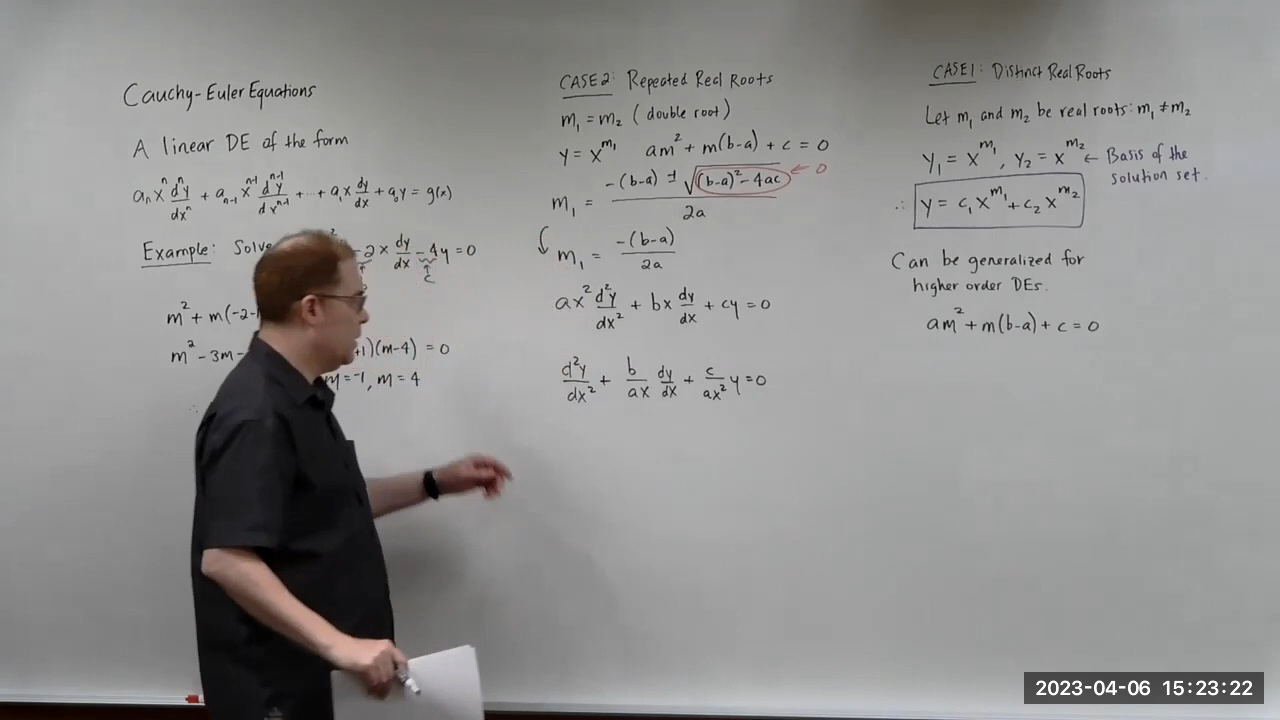 Cauchy-Euler Equations
A linear DE of the form
aₙxⁿ dⁿy/dxⁿ + aₙ₋₁xⁿ⁻¹ dⁿ⁻¹y/dxⁿ⁻¹ + ⋯ + a₁x dy/dx + a₀y = g(x)
Example: Solve -2x dy/dx - 4y = 0
c
m² + m(-2-
m² - 3m- +1)(m-4) = 0
m = -1, m = 4
CASE 2: Repeated Real Roots
m₁ = m₂ (double root)
y = x^m₁ am² + m(b-a) + c = 0
m₁ = (-(b-a) ± √((b-a)² - 4ac))/2a ← 0
m₁ = -(b-a)/2a
ax² d²y/dx² + bx dy/dx + cy = 0
d²y/dx² + b/ax dy/dx + c/ax² y = 0
CASE 1: Distinct Real Roots
Let m₁ and m₂ be real roots: m₁ ≠ m₂
y₁ = x^m₁, y₂ = x^m₂ ← Basis of the
solution set.
∴ y = c₁x^m₁ + c₂x^m₂
Can be generalized for
higher order DEs.
am² + m(b-a) + c = 0
2023-04-06 15:23:22